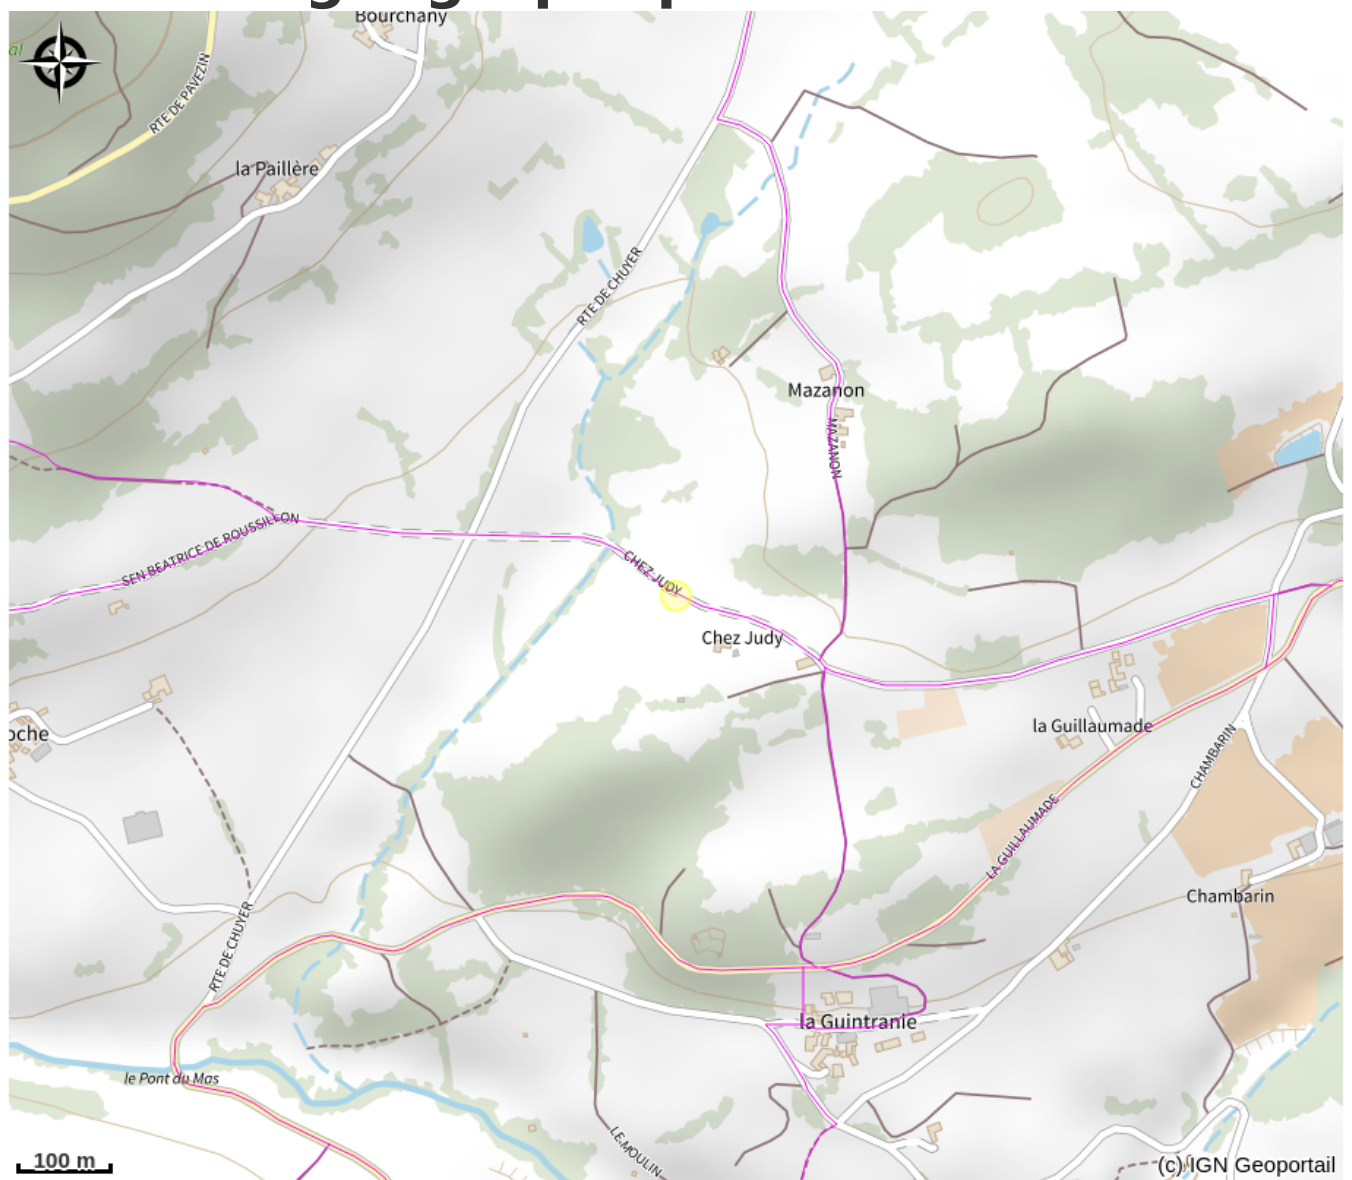 Bourchany
al
RTE DE PAVEZIN
la Paillère
RTE DE CHUYER
Mazanon
MAZANON
SEN BEATRICE DE ROUSSILLON
CHEZ JUDY
Chez Judy
oche
la Guillaumade
CHAMBARIN
LA GUILLAUMADE
Chambarin
RTE DE CHUYER
la Guintranie
le Pont du Mas
LE MOULIN
100 m
(c) IGN Geoportail